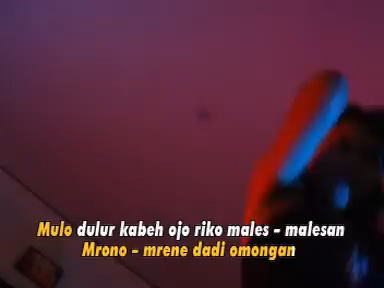 Mulo dulur kabeh ojo riko males - malesan
Mrono - mrene dadi omongan